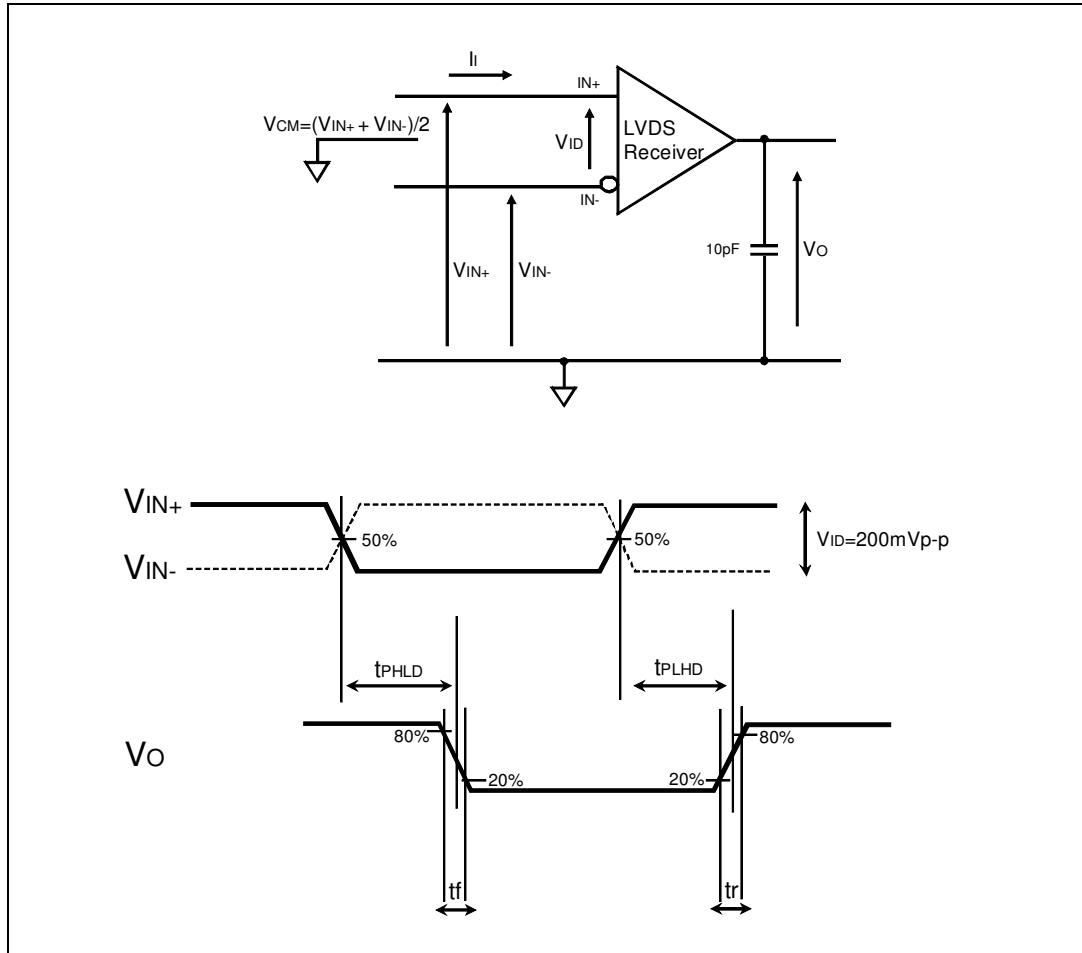 II
IN+
VCM=(VIN+ + VIN-)/2
VID
LVDS
Receiver
IN-
10pF
VO
VIN+
VIN-
VIN+
50%
50%
VID=200mVp-p
VIN-
tPHLD
tPLHD
VO
80%
80%
20%
20%
tf
tr